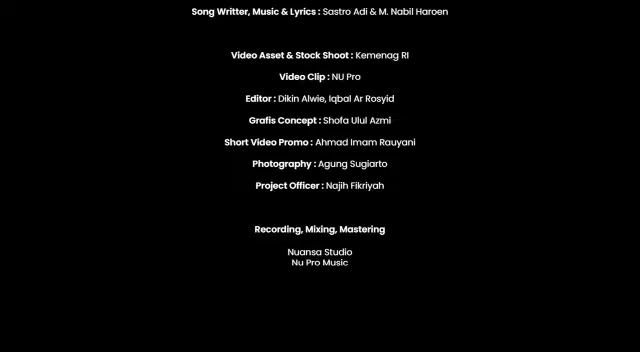 Song Writter, Music & Lyrics : Sastro Adi & M. Nabil Haroen
Video Asset & Stock Shoot : Kemenag RI
Video Clip : NU Pro
Editor : Dikin Alwie, Iqbal Ar Rosyid
Grafis Concept : Shofa Ulul Azmi
Short Video Promo : Ahmad Imam Rauyani
Photography : Agung Sugiarto
Project Officer : Najih Fikriyah
Recording, Mixing, Mastering
Nuansa Studio
Nu Pro Music